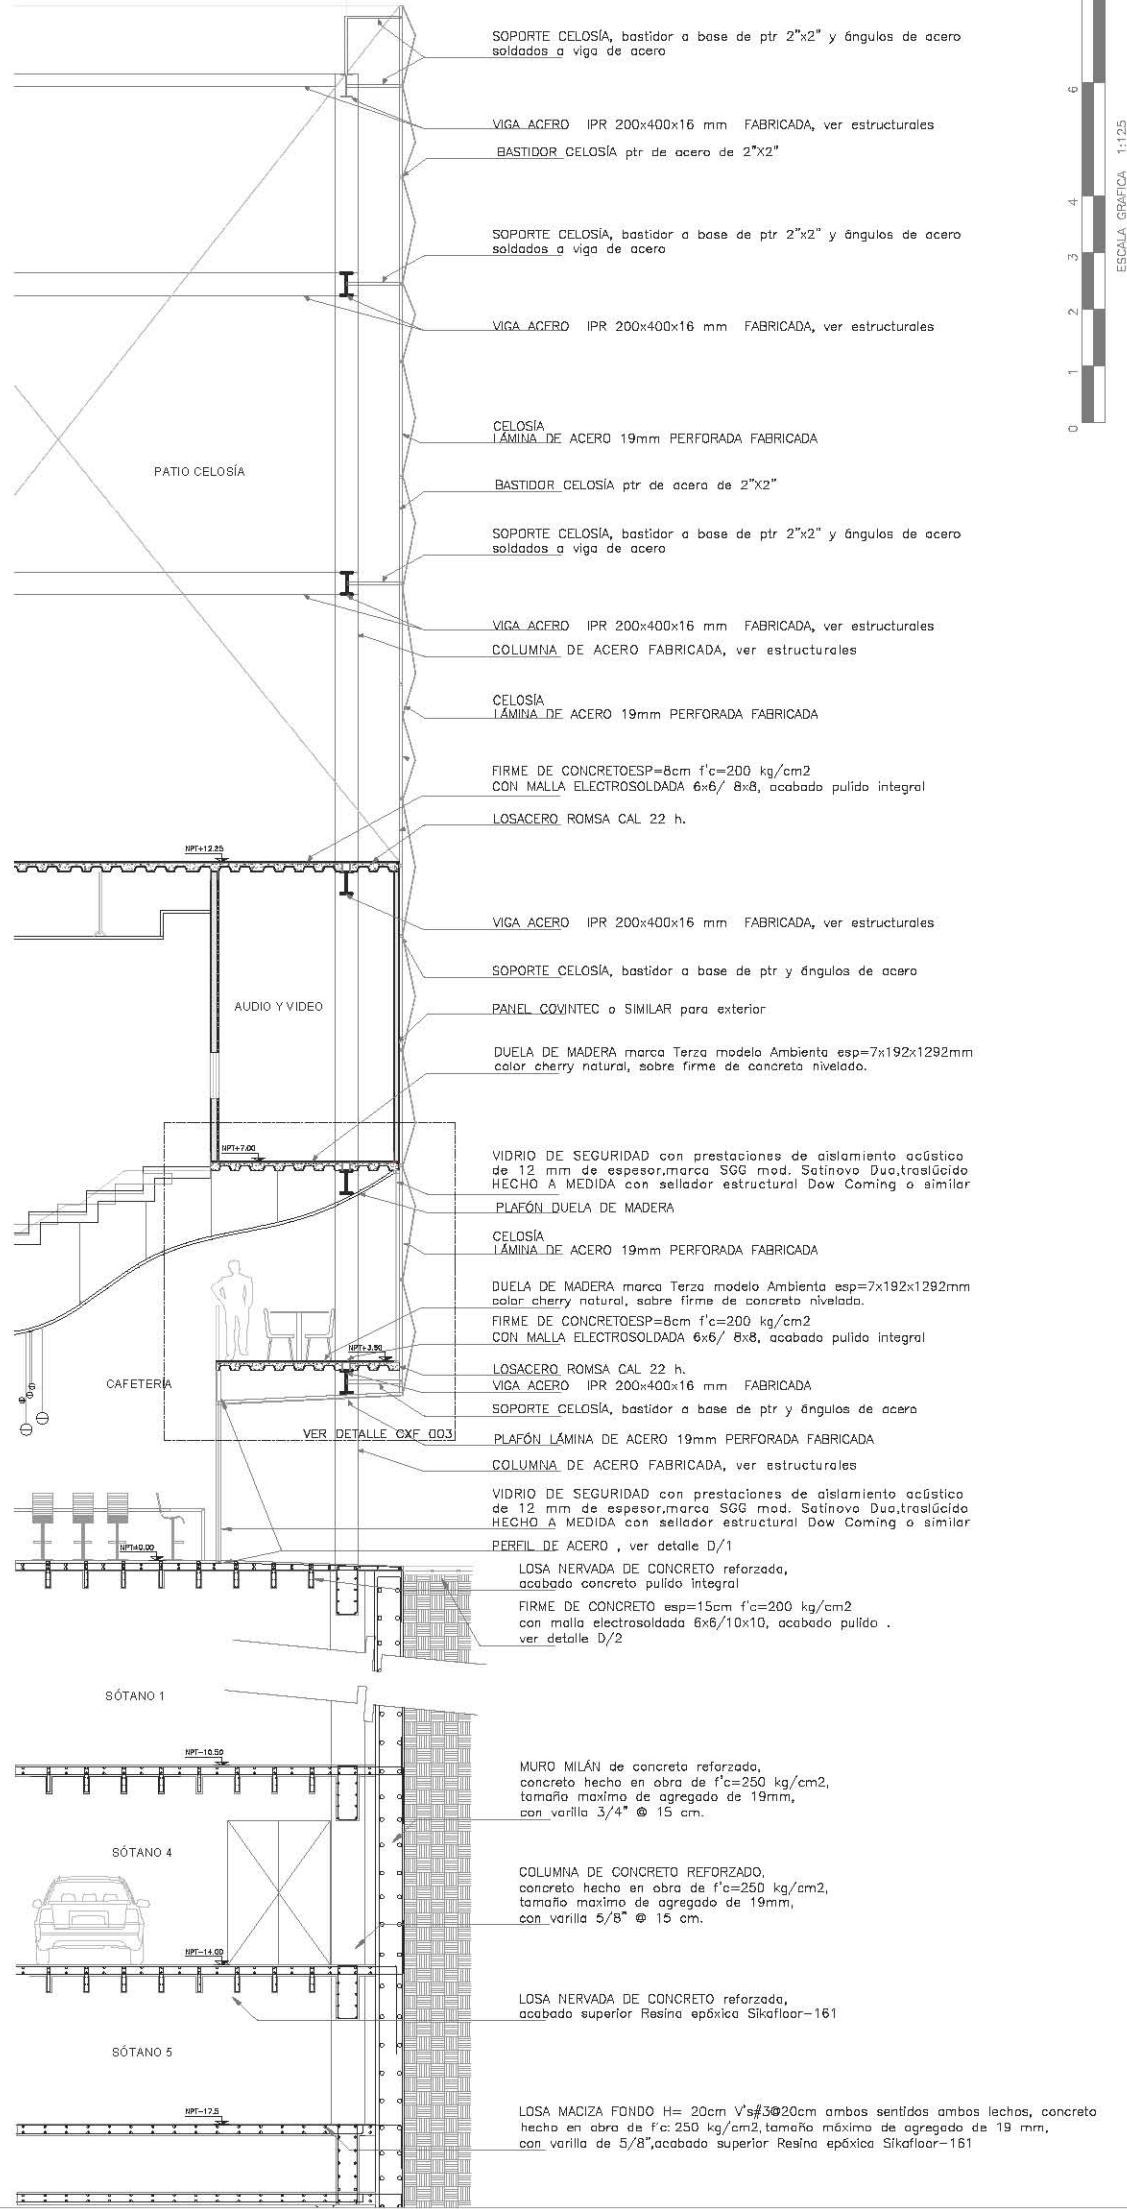 SOPORTE CELOSÍA, bastidor a base de ptr 2"x2" y ángulos de acero
soldados a viga de acero
VIGA ACERO IPR 200x400x16 mm FABRICADA, ver estructurales
BASTIDOR CELOSÍA ptr de acero de 2"X2"
SOPORTE CELOSÍA, bastidor a base de ptr 2"x2" y ángulos de acero
soldados a viga de acero
VIGA ACERO IPR 200x400x16 mm FABRICADA, ver estructurales
6
4
3
2
1
0
ESCALA GRAFICA 1:125
CELOSÍA
LÁMINA DE ACERO 19mm PERFORADA FABRICADA
PATIO CELOSÍA
BASTIDOR CELOSÍA ptr de acero de 2"X2"
SOPORTE CELOSÍA, bastidor a base de ptr 2"x2" y ángulos de acero
soldados a viga de acero
VIGA ACERO IPR 200x400x16 mm FABRICADA, ver estructurales
COLUMNA DE ACERO FABRICADA, ver estructurales
CELOSÍA
LÁMINA DE ACERO 19mm PERFORADA FABRICADA
FIRME DE CONCRETOESP=8cm f'c=200 kg/cm2
CON MALLA ELECTROSOLDADA 6x6/ 8x8, acabado pulido integral
LOSACERO ROMSA CAL 22 h.
NPT+12.25
VIGA ACERO IPR 200x400x16 mm FABRICADA, ver estructurales
SOPORTE CELOSÍA, bastidor a base de ptr y ángulos de acero
AUDIO Y VIDEO
PANEL COVINTEC o SIMILAR para exterior
DUELA DE MADERA marca Terza modelo Ambienta esp=7x192x1292mm
color cherry natural, sobre firme de concreto nivelado.
NPT+7.00
VIDRIO DE SEGURIDAD con prestaciones de aislamiento acústico
de 12 mm de espesor,marca SGG mod. Satinovo Duo,traslúcido
HECHO A MEDIDA con sellador estructural Dow Corning o similar
PLAFÓN DUELA DE MADERA
CELOSÍA
LÁMINA DE ACERO 19mm PERFORADA FABRICADA
DUELA DE MADERA marca Terza modelo Ambienta esp=7x192x1292mm
color cherry natural, sobre firme de concreto nivelado.
FIRME DE CONCRETOESP=8cm f'c=200 kg/cm2
CON MALLA ELECTROSOLDADA 6x6/ 8x8, acabado pulido integral
NPT+3.50
LOSACERO ROMSA CAL 22 h.
VIGA ACERO IPR 200x400x16 mm FABRICADA
CAFETERÍA
SOPORTE CELOSÍA, bastidor a base de ptr y ángulos de acero
VER DETALLE CXF 003
PLAFÓN LÁMINA DE ACERO 19mm PERFORADA FABRICADA
COLUMNA DE ACERO FABRICADA, ver estructurales
VIDRIO DE SEGURIDAD con prestaciones de aislamiento acústico
de 12 mm de espesor,marca SGG mod. Satinovo Duo,traslúcido
HECHO A MEDIDA con sellador estructural Dow Corning o similar
PERFIL DE ACERO , ver detalle D/1
NPT±0.00
LOSA NERVADA DE CONCRETO reforzado,
acabado concreto pulido integral
FIRME DE CONCRETO esp=15cm f'c=200 kg/cm2
con malla electrosoldada 6x6/10x10, acabado pulido .
ver detalle D/2
SÓTANO 1
NPT-10.50
MURO MILÁN de concreto reforzado,
concreto hecho en obra de f'c=250 kg/cm2,
tamaño maximo de agregado de 19mm,
con varilla 3/4" @ 15 cm.
SÓTANO 4
COLUMNA DE CONCRETO REFORZADO,
concreto hecho en obra de f'c=250 kg/cm2,
tamaño maximo de agregado de 19mm,
con varilla 5/8" @ 15 cm.
NPT-14.00
LOSA NERVADA DE CONCRETO reforzada,
acabado superior Resina epóxica Sikafloor-161
SÓTANO 5
NPT-17.5
LOSA MACIZA FONDO H= 20cm V's#3@20cm ambos sentidos ambos lechos, concreto
hecho en obra de f'c: 250 kg/cm2,tamaño máximo de agregado de 19 mm,
con varilla de 5/8",acabado superior Resina epóxica Sikafloor-161